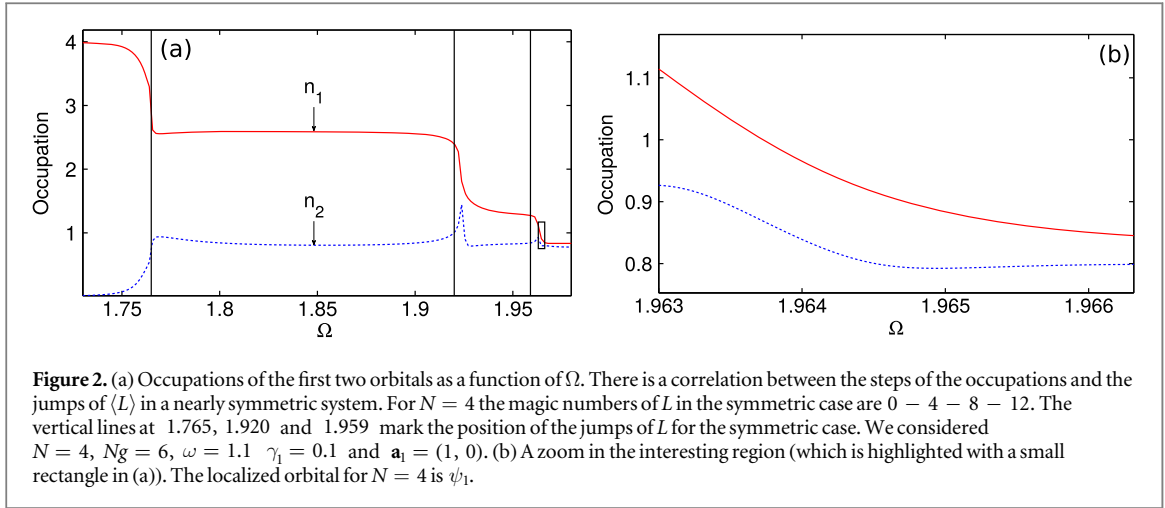 (a)
4
3
2
1
Occupation
n1
n2
1.75
1.8
1.85
1.9
1.95
Ω
(b)
1.1
1
0.9
0.8
Occupation
1.963
1.964
1.965
1.966
Ω
Figure 2. (a) Occupations of the first two orbitals as a function of Ω. There is a correlation between the steps of the occupations and the
jumps of ⟨L⟩ in a nearly symmetric system. For N = 4 the magic numbers of L in the symmetric case are 0 − 4 − 8 − 12. The
vertical lines at 1.765, 1.920 and 1.959 mark the position of the jumps of L for the symmetric case. We considered
N = 4, Ng = 6, ω = 1.1 γ₁ = 0.1 and a₁ = (1, 0). (b) A zoom in the interesting region (which is highlighted with a small
rectangle in (a)). The localized orbital for N = 4 is ψ₁.